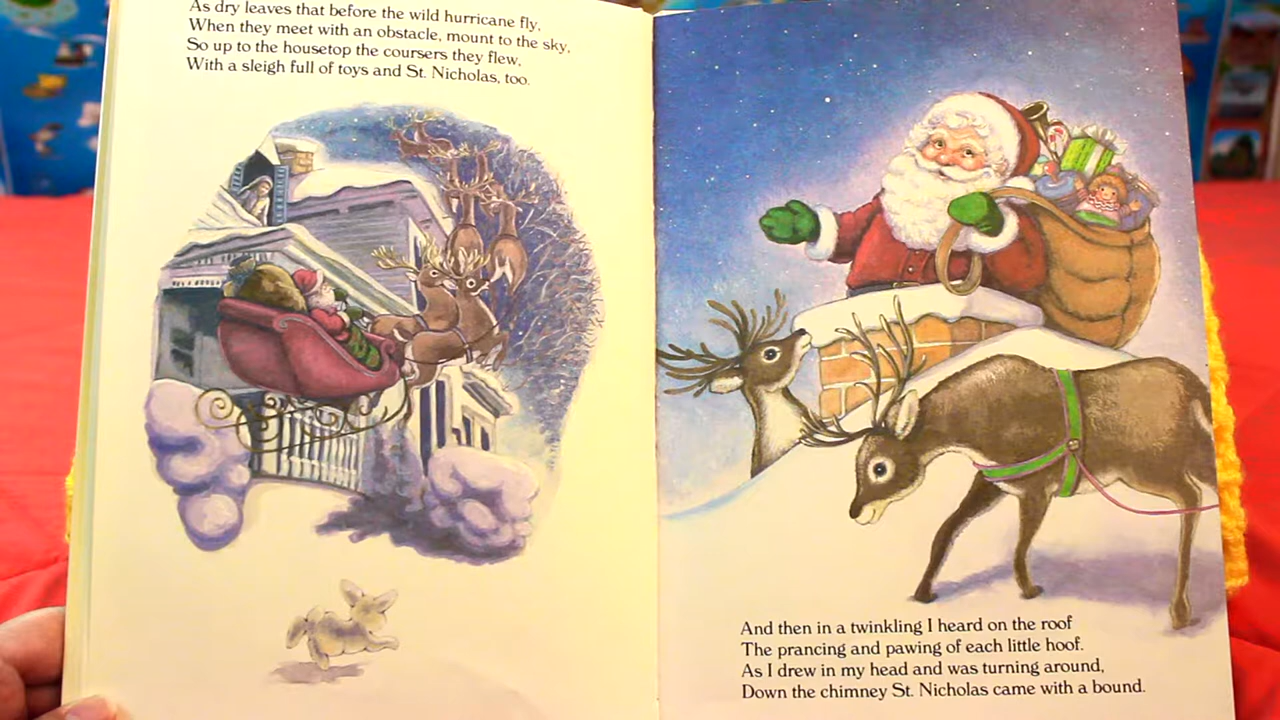 As dry leaves that before the wild hurricane fly,
When they meet with an obstacle, mount to the sky,
So up to the housetop the coursers they flew,
With a sleigh full of toys and St. Nicholas, too.
And then in a twinkling I heard on the roof
The prancing and pawing of each little hoof.
As I drew in my head and was turning around,
Down the chimney St. Nicholas came with a bound.